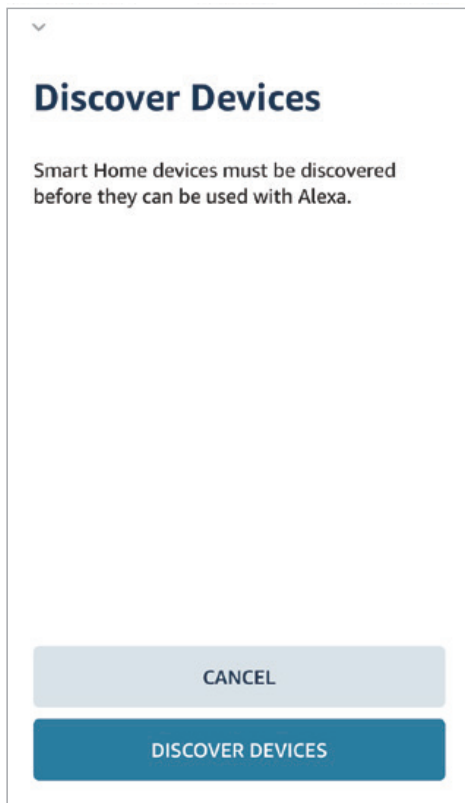 Discover Devices
Smart Home devices must be discovered
before they can be used with Alexa.
CANCEL
DISCOVER DEVICES